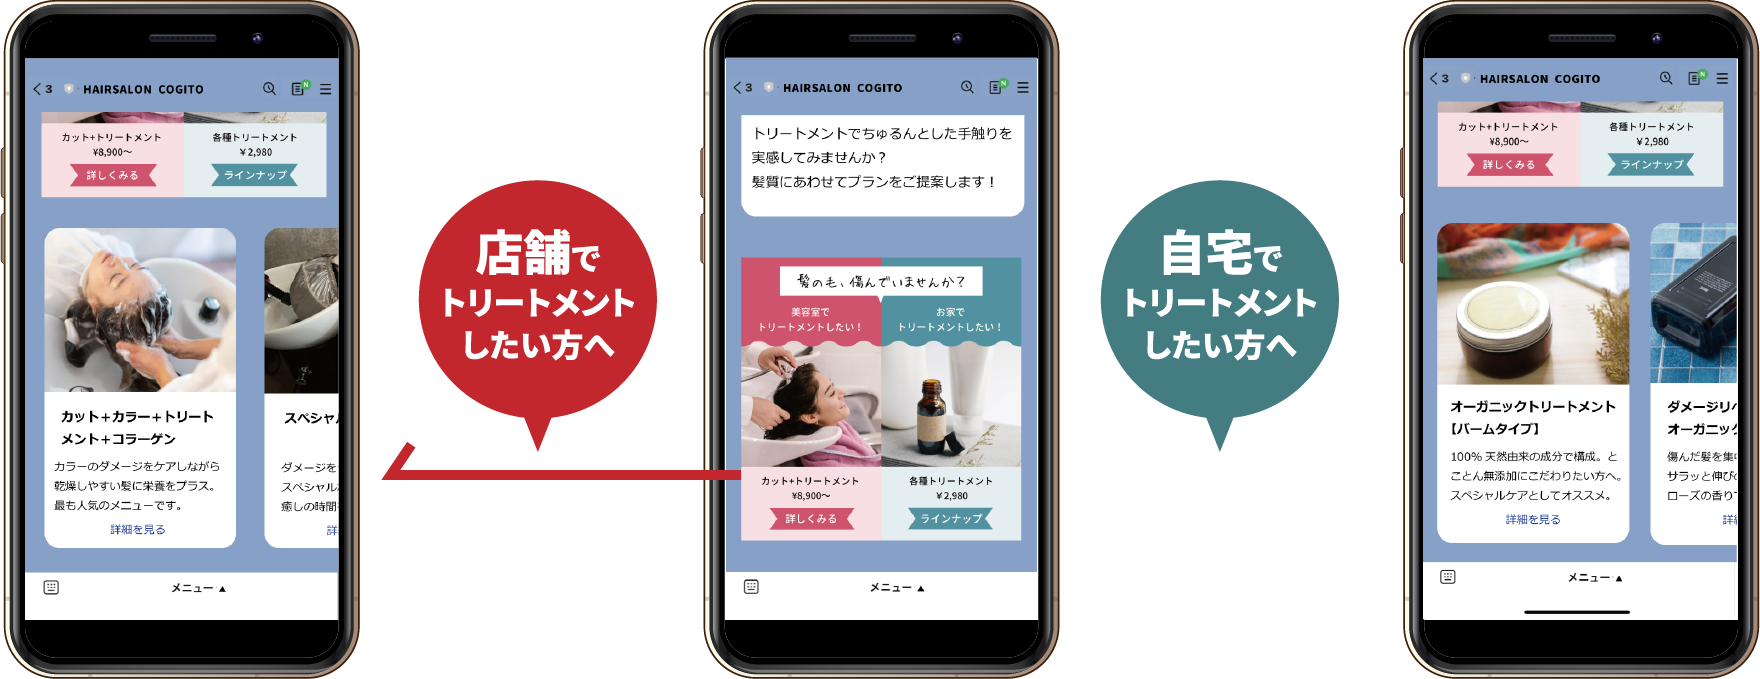 3 HAIRSALON COGITO
カット+トリートメント
¥8,900〜
詳しくみる
各種トリートメント
¥2,980
ラインナップ
カット+カラー+トリート
メント+コラーゲン
カラーのダメージをケアしながら
乾燥しやすい髪に栄養をプラス。
最も人気のメニューです。
詳細を見る
スペシャル
ダメージを
スペシャル
癒しの時間
詳
メニュー ▲
店舗で
トリートメント
したい方へ
3 HAIRSALON COGITO
トリートメントでちゅるんとした手触りを
実感してみませんか?
髪質にあわせてプランをご提案します!
髪の毛、傷んでいませんか?
美容室で
トリートメントしたい!
お家で
トリートメントしたい!
カット+トリートメント
¥8,900〜
詳しくみる
各種トリートメント
¥2,980
ラインナップ
メニュー ▲
自宅で
トリートメント
したい方へ
3 HAIRSALON COGITO
カット+トリートメント
¥8,900〜
詳しくみる
各種トリートメント
¥2,980
ラインナップ
オーガニックトリートメント
【バームタイプ】
100% 天然由来の成分で構成。と
ことん無添加にこだわりたい方へ。
スペシャルケアとしてオススメ。
詳細を見る
ダメージリペ
オーガニック
傷んだ髪を集中
サラッと伸び
ローズの香り
詳細
メニュー ▲